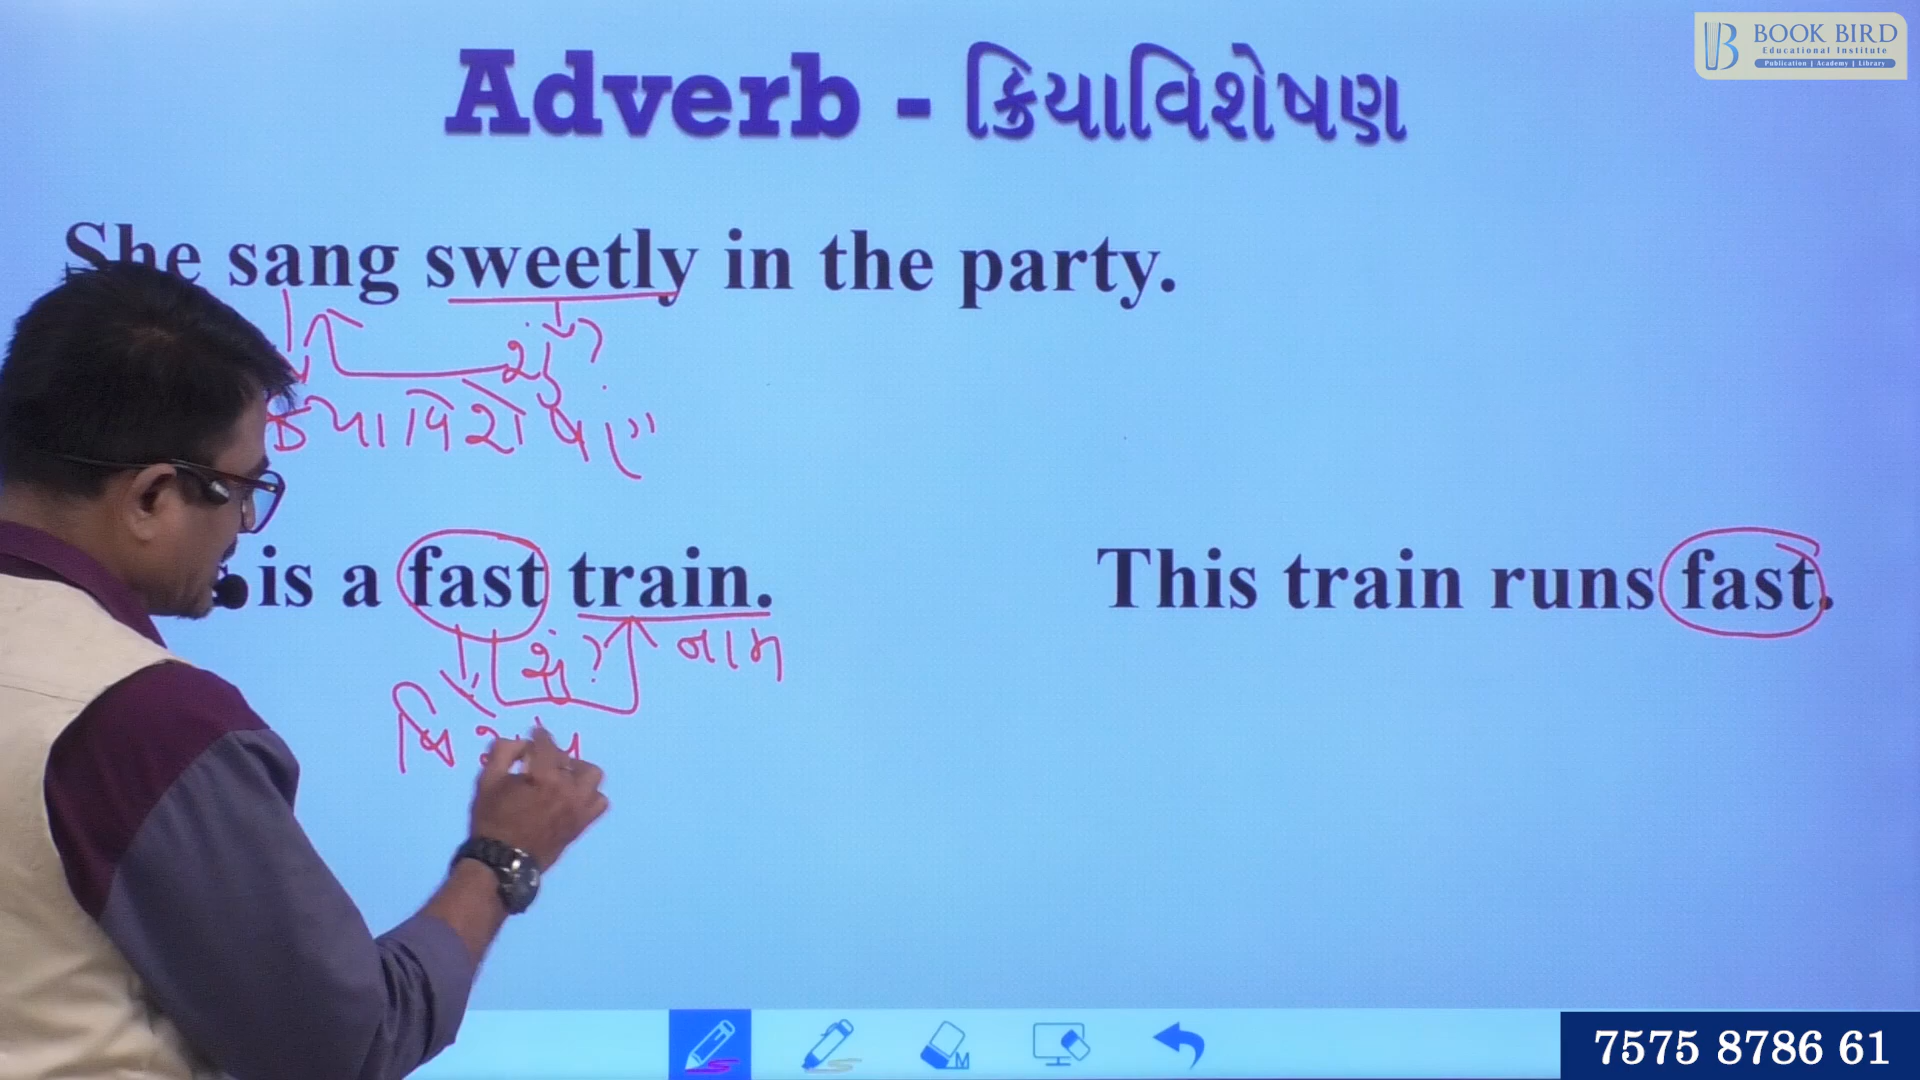 BOOK BIRD
Educational Institute
Publication | Academy | Library
Adverb - ક્રિયાવિશેષણ
She sang sweetly in the party.
શું?
ક્રિયાવિશેષણ
is a fast train.
This train runs fast.
શું?
નામ
7575 8786 61